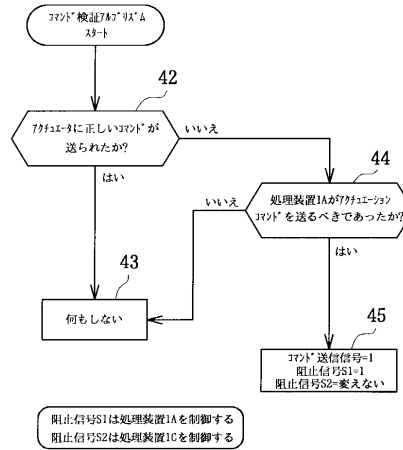 ｺﾏﾝﾄﾞ検証ｱﾙｺﾞﾘｽﾞﾑ
ｽﾀｰﾄ
42
ｱｸﾁｭｴｰﾀに正しいｺﾏﾝﾄﾞが
送られたか?
いいえ
はい
44
処理装置1Aがｱｸﾁｭｴｰｼｮﾝ
ｺﾏﾝﾄﾞを送るべきであったか?
いいえ
はい
43
何もしない
45
ｺﾏﾝﾄﾞ送信信号=1
阻止信号S1=1
阻止信号S2=変えない
阻止信号S1は処理装置1Aを制御する
阻止信号S2は処理装置1Cを制御する